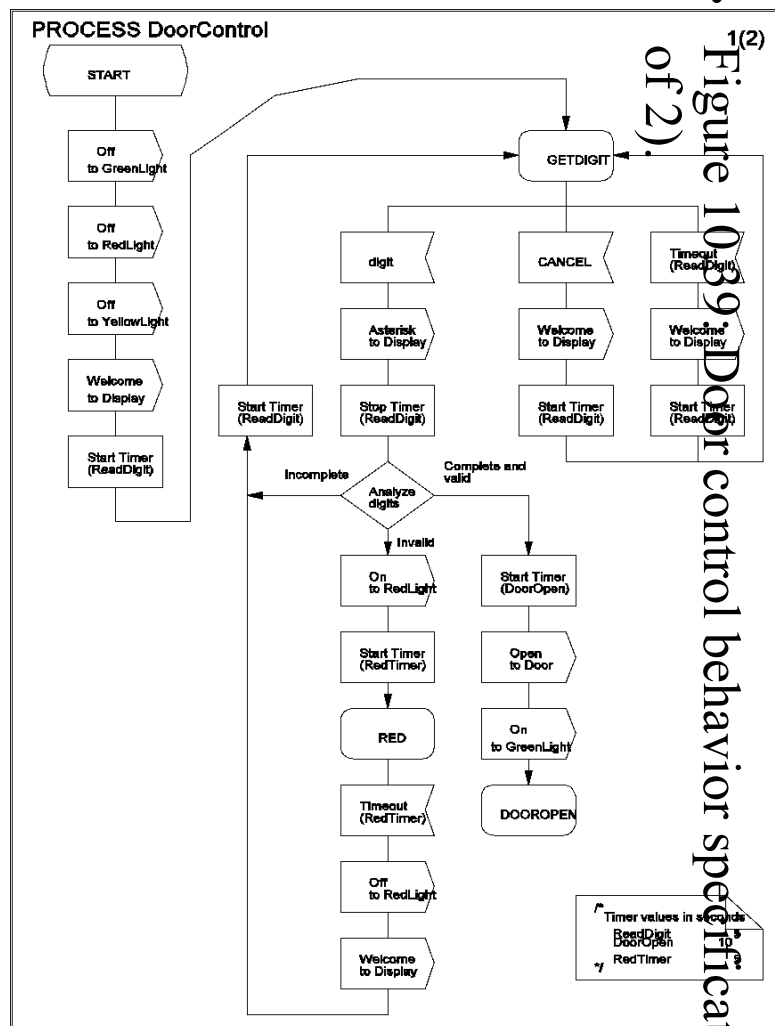 PROCESS DoorControl
1(2)
START
Off
to GreenLight
Off
to RedLight
Off
to YellowLight
Welcome
to Display
Start Timer
(ReadDigit)
GETDIGIT
digit
CANCEL
Timeout
(ReadDigit)
Asterisk
to Display
Welcome
to Display
Welcome
to Display
Start Timer
(ReadDigit)
Stop Timer
(ReadDigit)
Start Timer
(ReadDigit)
Start Timer
(ReadDigit)
Incomplete
Analyze
digits
Complete and
valid
Invalid
On
to RedLight
Start Timer
(DoorOpen)
Start Timer
(RedTimer)
Open
to Door
RED
On
to GreenLight
Timeout
(RedTimer)
DOOROPEN
Off
to RedLight
Welcome
to Display
/*
Timer values in seconds
ReadDigit
DoorOpen 10
RedTimer
*/
Figure 10 39: Door control behavior specificat
of 2).